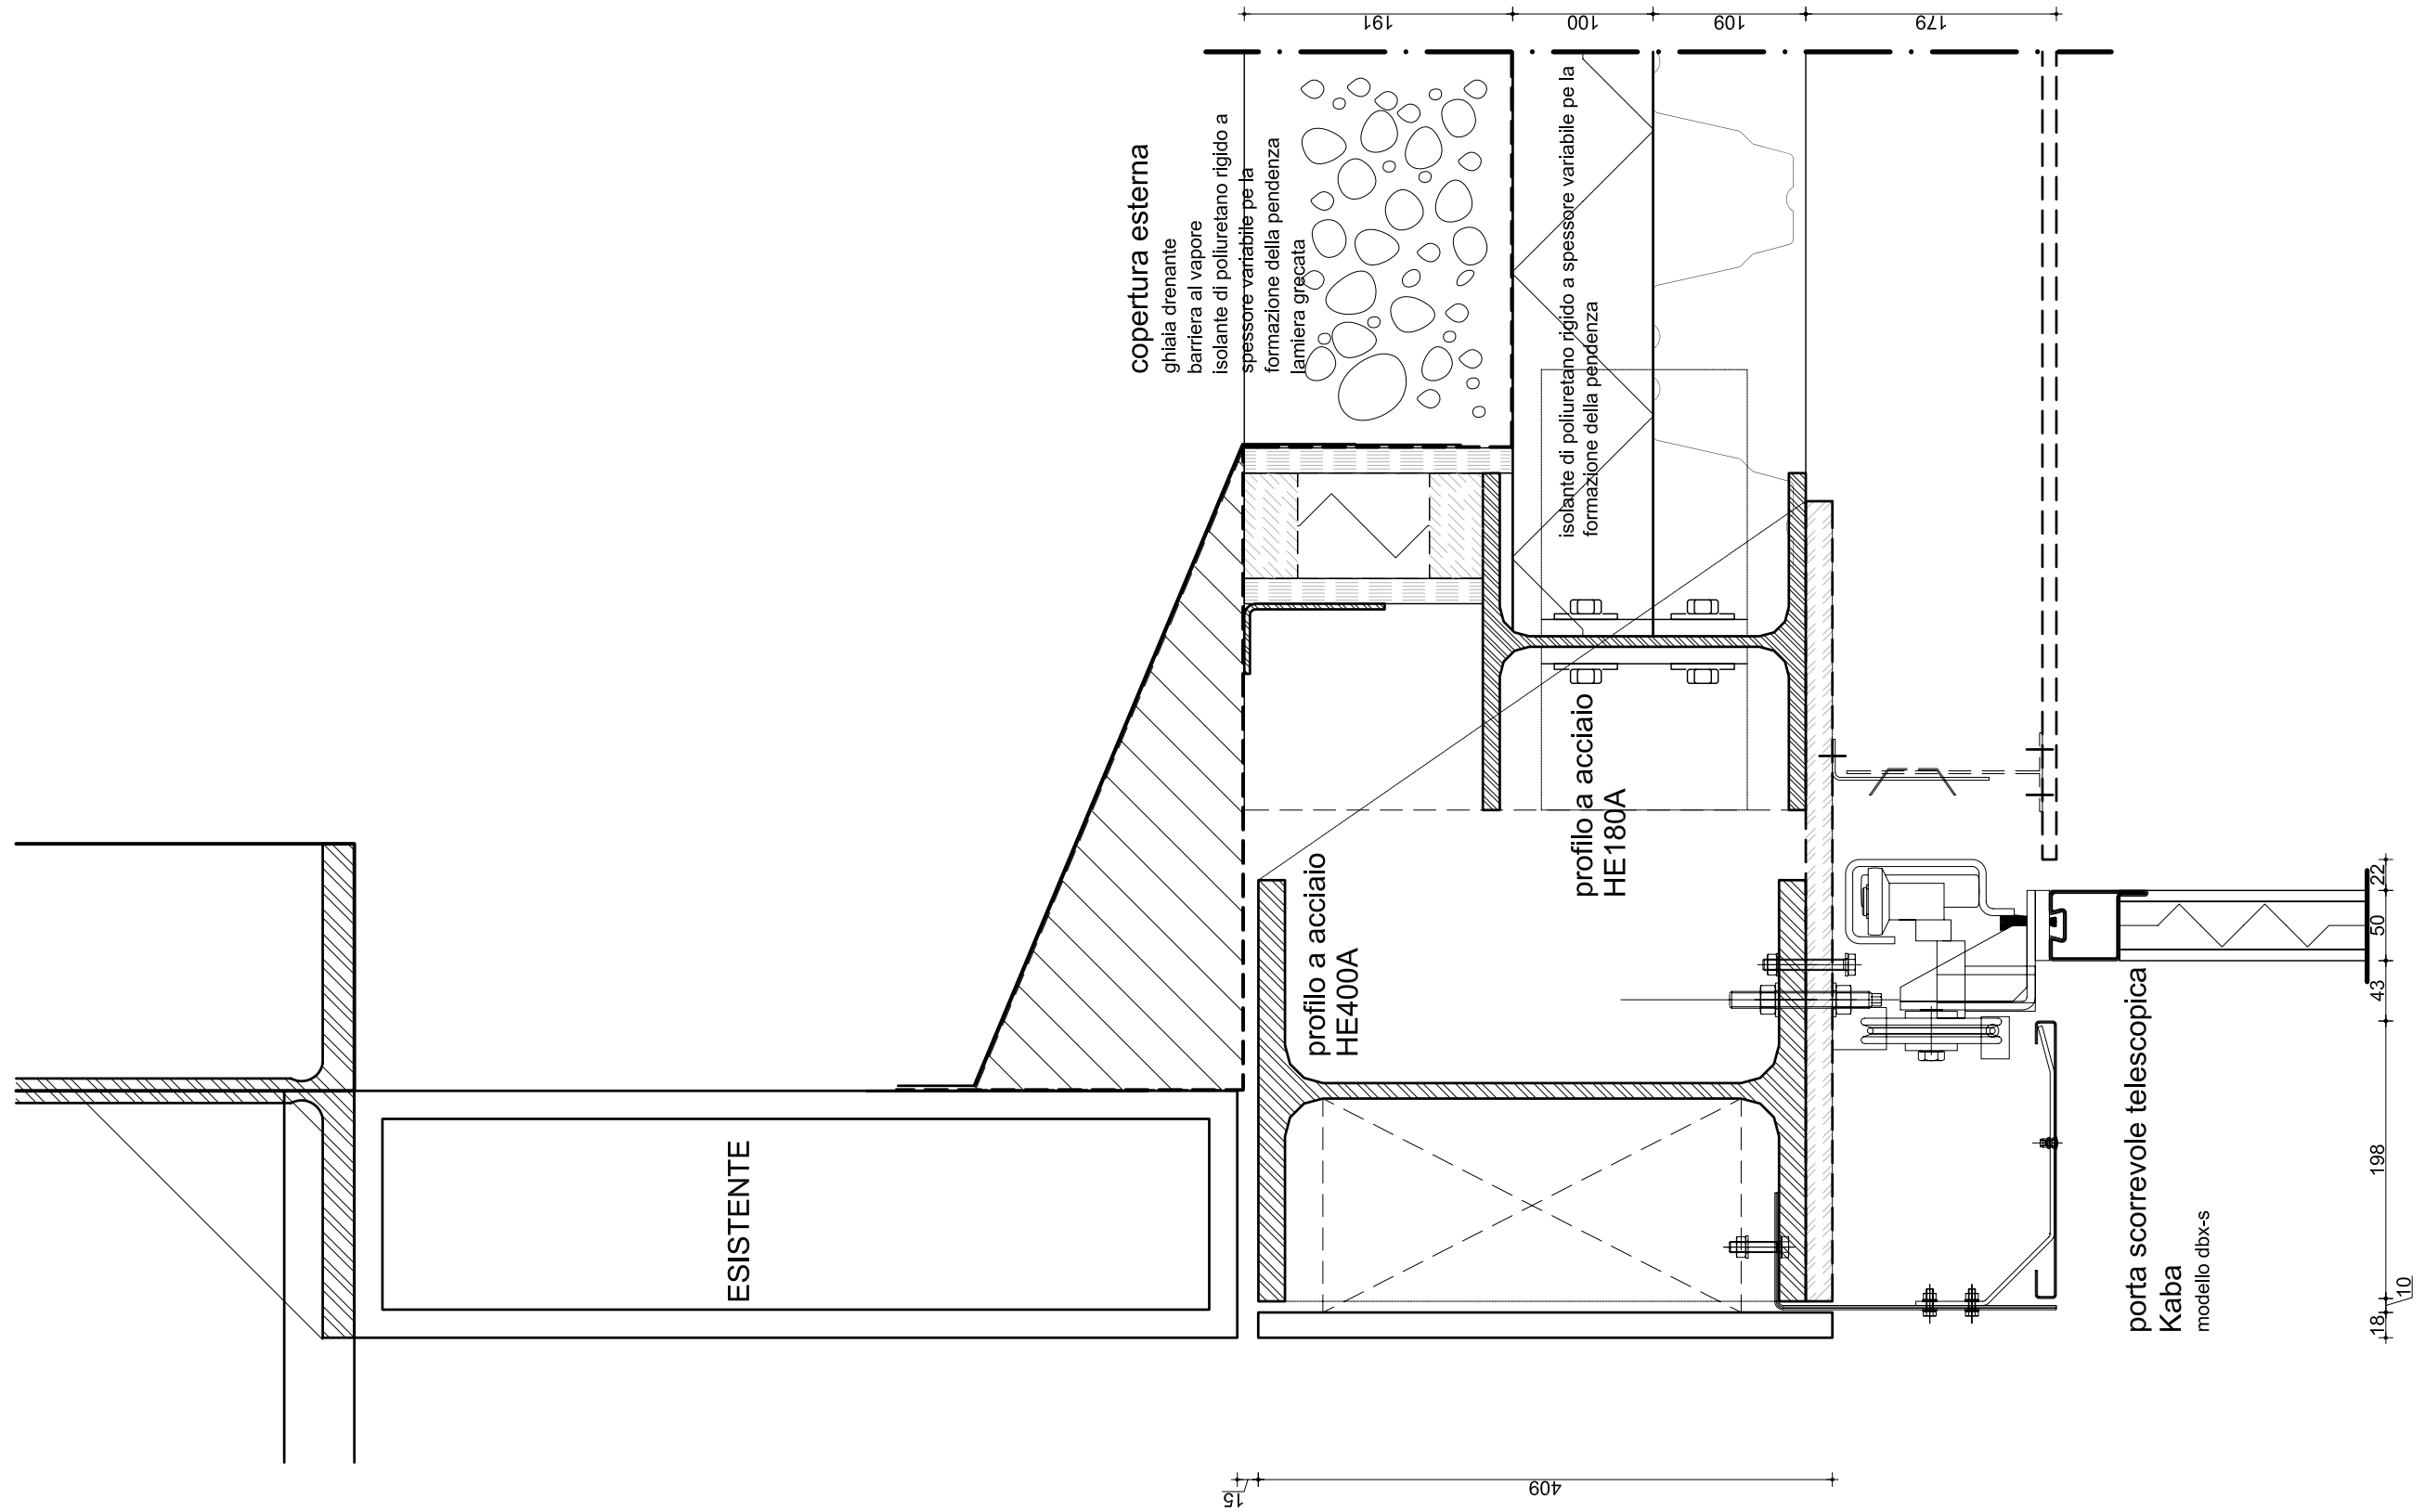 copertura esterna
ghiaia drenante
barriera al vapore
isolante di poliuretano rigido a
spessore variabile pe la
formazione della pendenza
lamiera grecata
isolante di poliuretano rigido a spessore variabile pe la
formazione della pendenza
profilo a acciaio
HE400A
profilo a acciaio
HE180A
ESISTENTE
porta scorrevole telescopica
Kaba
modello dbx-s
191
100
109
179
22
50
43
198
10
18
15
409